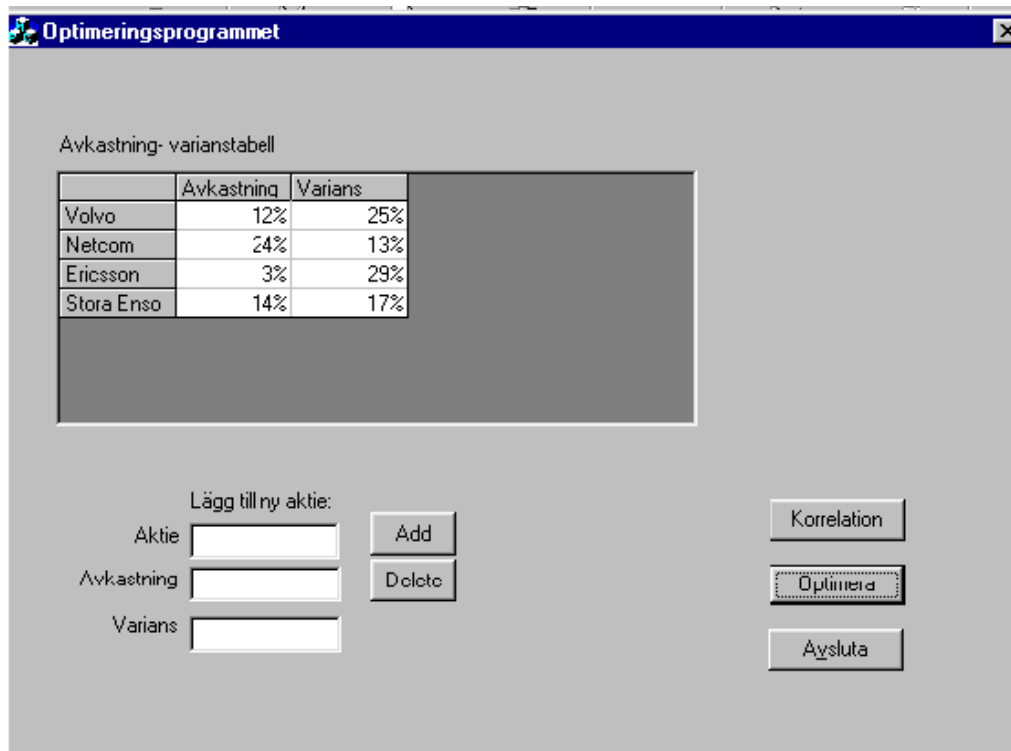 Optimeringsprogrammet
Avkastning- varianstabell
Avkastning Varians
Volvo 12% 25%
Netcom 24% 13%
Ericsson 3% 29%
Stora Enso 14% 17%
Lägg till ny aktie:
Aktie
Add
Korrelation
Avkastning
Delete
Optimera
Varians
Avsluta